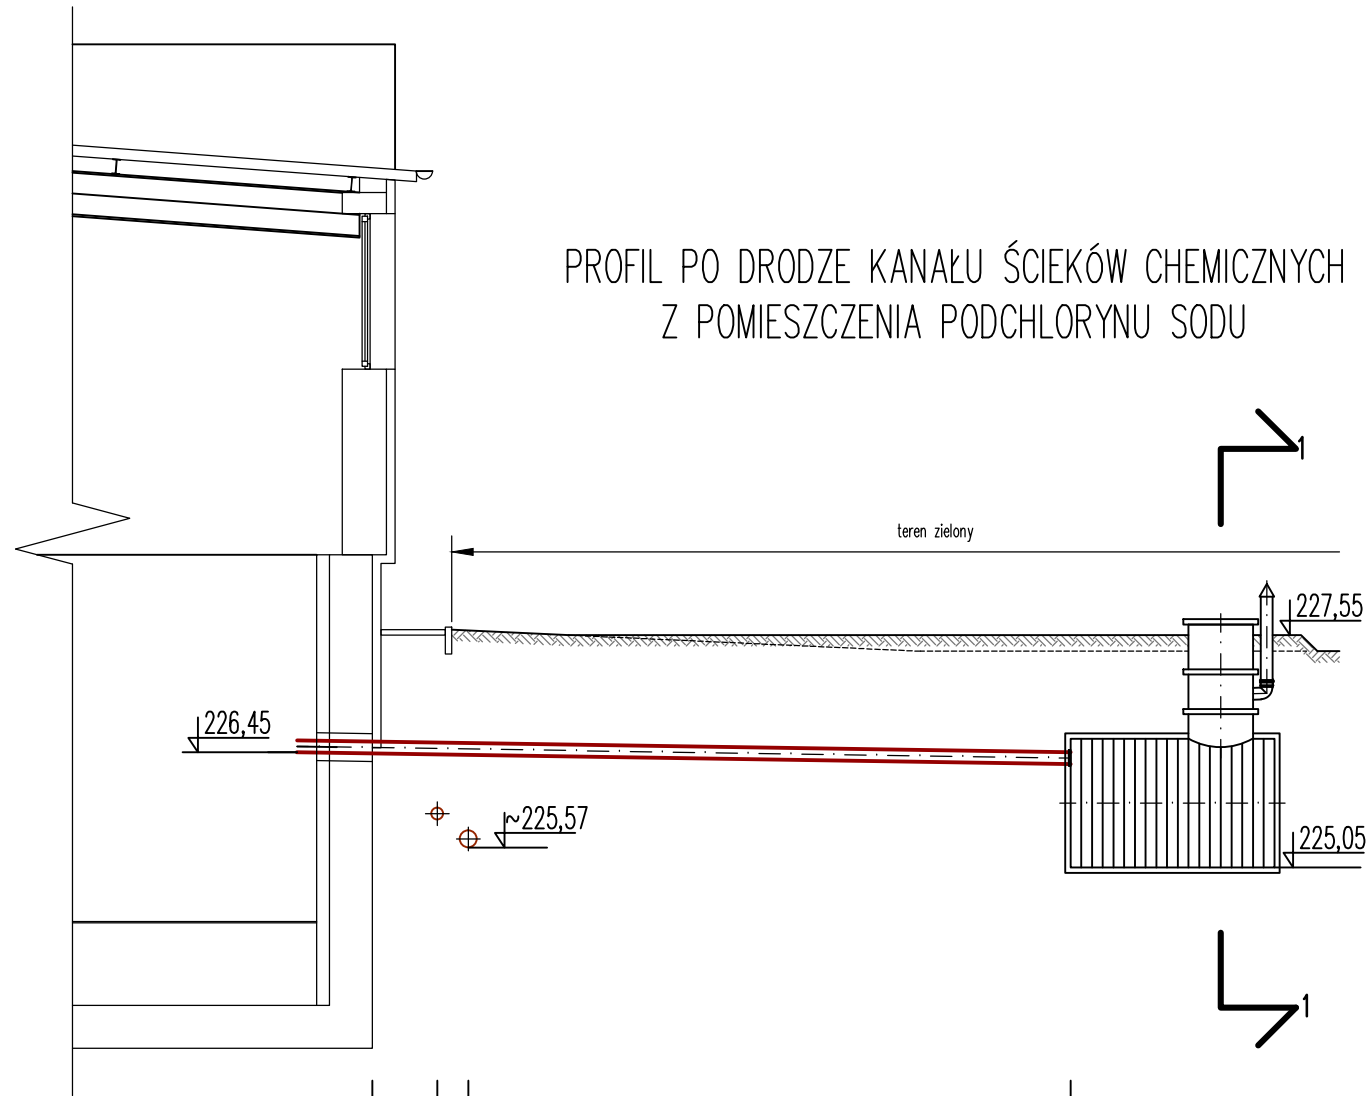 PROFIL PO DRODZE KANAŁU ŚCIEKÓW CHEMICZNYCH
Z POMIESZCZENIA PODCHLORYNU SODU
1
teren zielony
227,55
226,45
~225,57
225,05
1